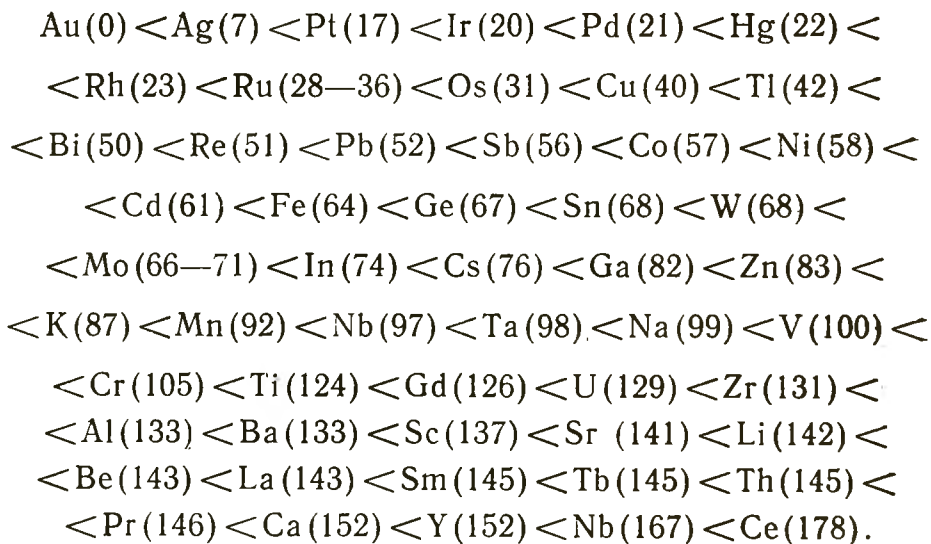 Au(0) <Ag(7) <Pt(17) <Ir(20) <Pd(21) <Hg(22) <
<Rh(23) <Ru(28—36) <Os(31) <Cu(40) <Tl(42) <
<Bi(50) <Re(51) <Pb(52) <Sb(56) <Co(57) <Ni(58) <
<Cd(61) <Fe(64) <Ge(67) <Sn(68) <W(68) <
<Mo(66—71) <In(74) <Cs(76) <Ga(82) <Zn(83) <
<K(87) <Mn(92) <Nb(97) <Ta(98) <Na(99) <V(100) <
<Cr(105) <Ti(124) <Gd(126) <U(129) <Zr(131) <
<Al(133) <Ba(133) <Sc(137) <Sr (141) <Li(142) <
<Be(143) <La(143) <Sm(145) <Tb(145) <Th(145) <
<Pr(146) <Ca(152) <Y(152) <Nb(167) <Ce(178).